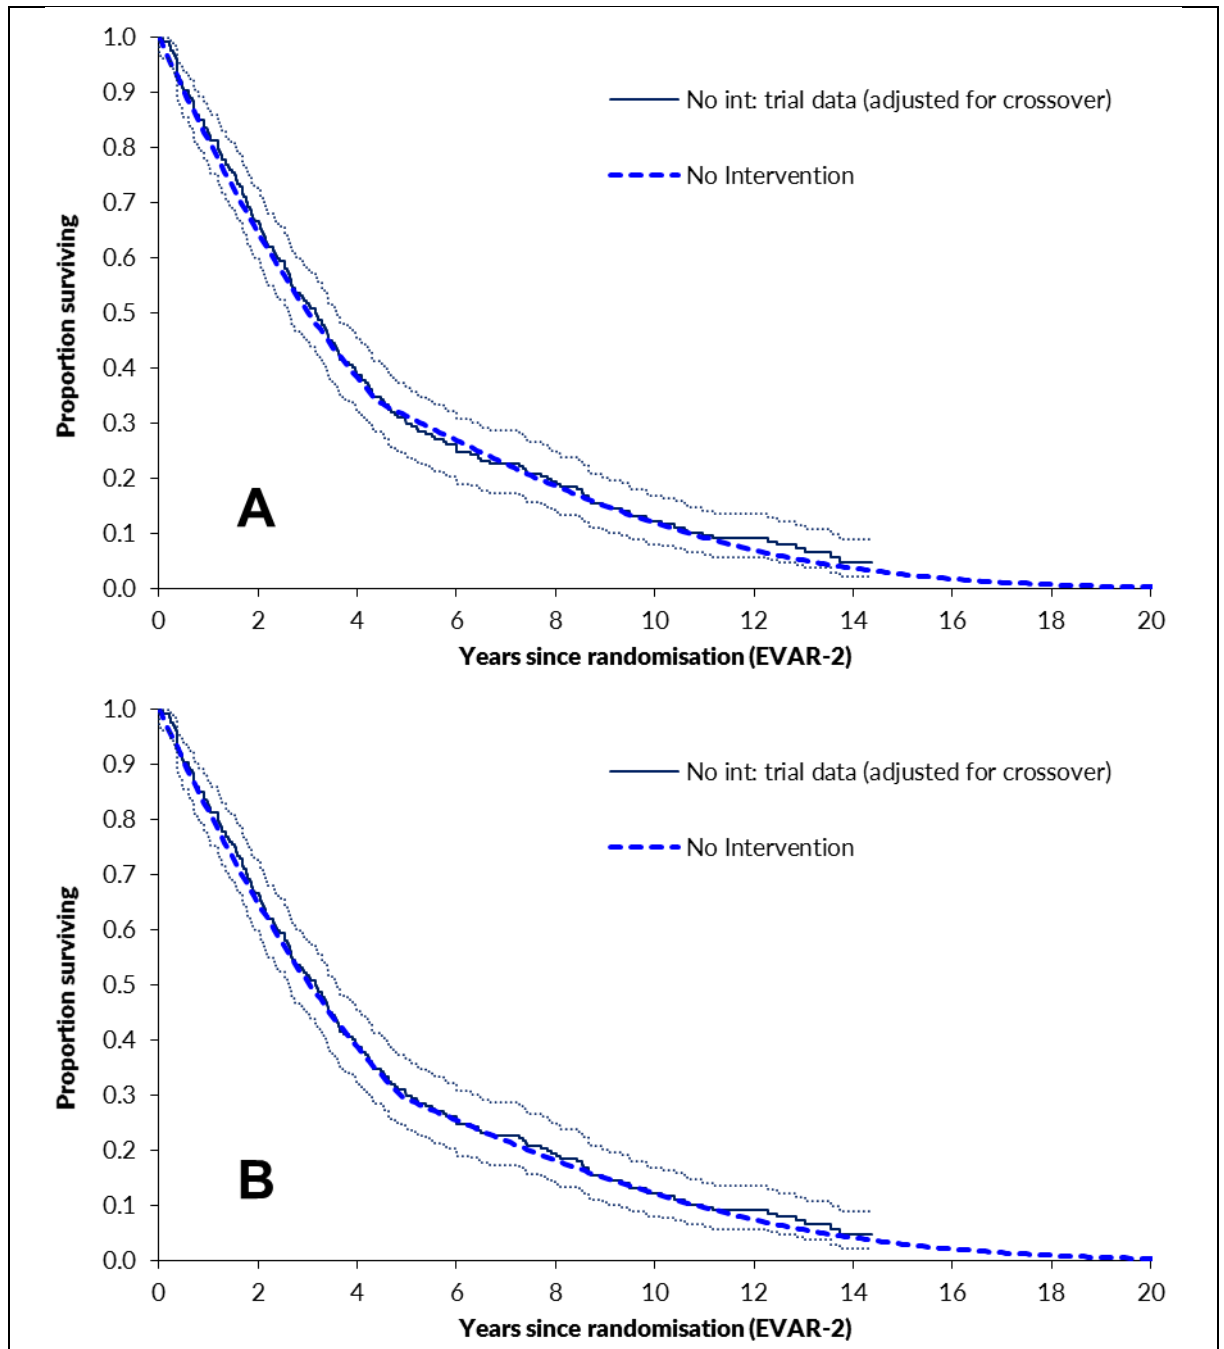 1.0
0.9
0.8
0.7
0.6
0.5
0.4
0.3
0.2
0.1
0.0
Proportion surviving
No int: trial data (adjusted for crossover)
No Intervention
A
0 2 4 6 8 10 12 14 16 18 20
Years since randomisation (EVAR-2)
1.0
0.9
0.8
0.7
0.6
0.5
0.4
0.3
0.2
0.1
0.0
Proportion surviving
No int: trial data (adjusted for crossover)
No Intervention
B
0 2 4 6 8 10 12 14 16 18 20
Years since randomisation (EVAR-2)